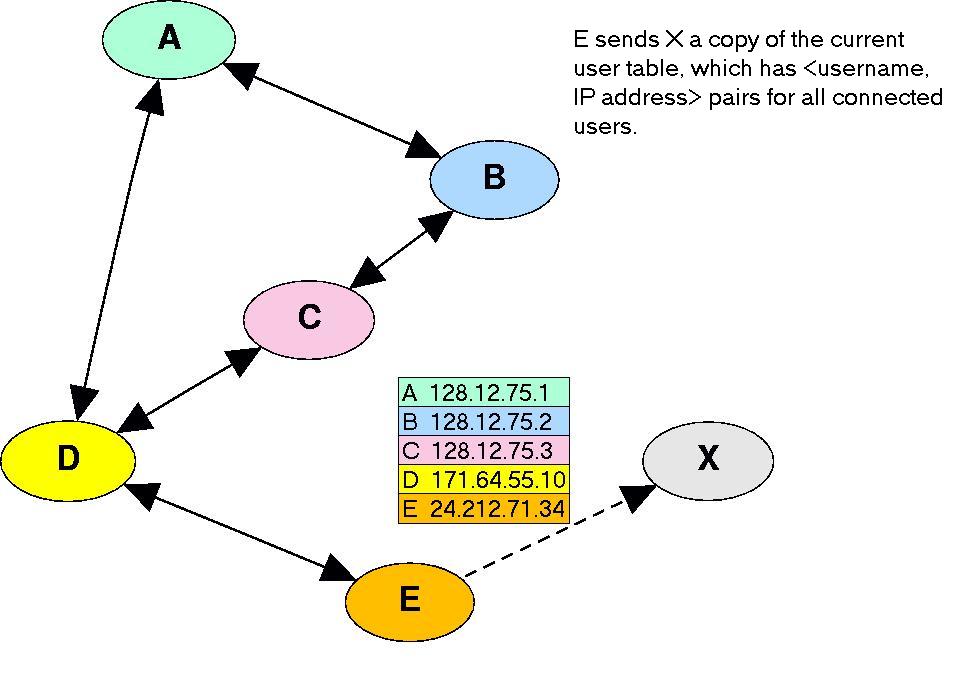 A
E sends X a copy of the current
user table, which has <username,
IP address> pairs for all connected
users.
B
C
A 128.12.75.1
B 128.12.75.2
C 128.12.75.3
D 171.64.55.10
E 24.212.71.34
D
X
E